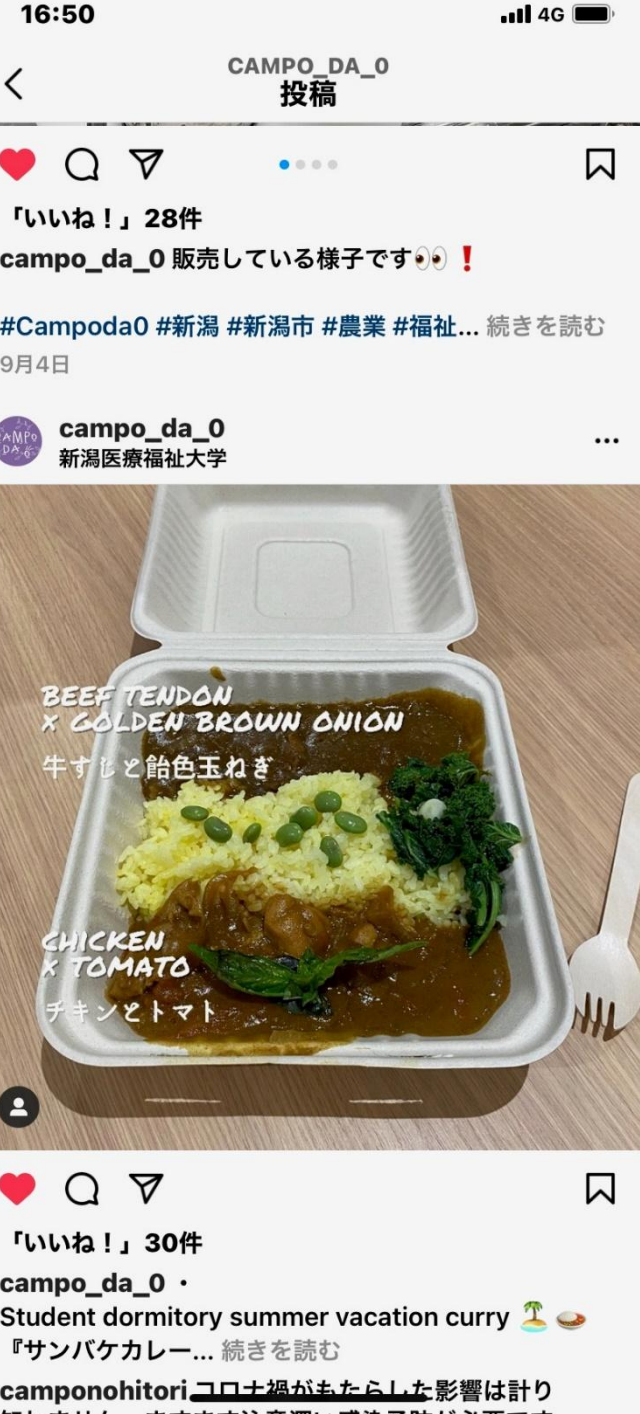 16:50
4G
CAMPO_DA_0
投稿
「いいね！」28件
campo_da_0 販売している様子です👀❗
#Campoda0 #新潟 #新潟市 #農業 #福祉... 続きを読む
9月4日
CAMPO
DA.0
campo_da_0
新潟医療福祉大学
BEEF TENDON
x GOLDEN BROWN ONION
牛すじと飴色玉ねぎ
CHICKEN
x TOMATO
チキンとトマト
「いいね！」30件
campo_da_0 ・
Student dormitory summer vacation curry 🏝️ 🍛
『サンバケカレー... 続きを読む
camponohitori コロナ禍がもたらした影響は計り